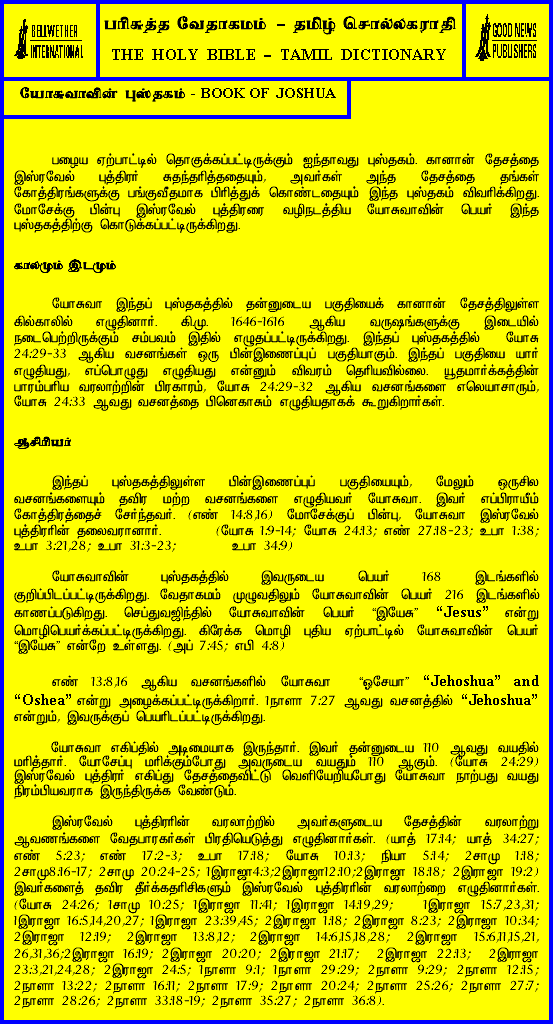 BELLWETHER
INTERNATIONAL
பரிசுத்த வேதாகமம் – தமிழ் சொல்லகராதி
THE HOLY BIBLE – TAMIL DICTIONARY
GOOD NEWS
PUBLISHERS
யோசுவாவின் புஸ்தகம் - BOOK OF JOSHUA
பழைய ஏற்பாட்டில் தொகுக்கப்பட்டிருக்கும் ஐந்தாவது புஸ்தகம். கானான் தேசத்தை
இஸ்ரவேல் புத்திரர் சுதந்தரித்ததையும், அவர்கள் அந்த தேசத்தை தங்கள்
கோத்திரங்களுக்கு பங்குவீதமாக பிரித்துக் கொண்டதையும் இந்த புஸ்தகம் விவரிக்கிறது.
மோசேக்கு பின்பு இஸ்ரவேல் புத்திரரை வழிநடத்திய யோசுவாவின் பெயர் இந்த
புஸ்தகத்திற்கு கொடுக்கப்பட்டிருக்கிறது.
காலமும் இடமும்
யோசுவா இந்தப் புஸ்தகத்தில் தன்னுடைய பகுதியைக் கானான் தேசத்திலுள்ள
கில்காலில் எழுதினார். கி.மு. 1646-1616 ஆகிய வருஷங்களுக்கு இடையில்
நடைபெற்றிருக்கும் சம்பவம் இதில் எழுதப்பட்டிருக்கிறது. இந்தப் புஸ்தகத்தில் யோசு
24:29-33 ஆகிய வசனங்கள் ஒரு பின்இணைப்புப் பகுதியாகும். இந்தப் பகுதியை யார்
எழுதியது, எப்பொழுது எழுதியது என்னும் விவரம் தெரியவில்லை. யூதமார்க்கத்தின்
பாரம்பரிய வரலாற்றின் பிரகாரம், யோசு 24:29-32 ஆகிய வசனங்களை எலெயாசாரும்,
யோசு 24:33 ஆவது வசனத்தை பினெகாசும் எழுதியதாகக் கூறுகிறார்கள்.
ஆசிரியர்
இந்தப் புஸ்தகத்திலுள்ள பின்இணைப்புப் பகுதியையும், மேலும் ஒருசில
வசனங்களையும் தவிர மற்ற வசனங்களை எழுதியவர் யோசுவா. இவர் எப்பிராயீம்
கோத்திரத்தைச் சேர்ந்தவர். (எண் 14:8,16) மோசேக்குப் பின்பு, யோசுவா இஸ்ரவேல்
புத்திரரின் தலைவரானார். (யோசு 1:9-14; யோசு 24:13; எண் 27:18-23; உபா 1:38;
உபா 3:21,28; உபா 31:3-23; உபா 34:9)
யோசுவாவின் புஸ்தகத்தில் இவருடைய பெயர் 168 இடங்களில்
குறிப்பிடப்பட்டிருக்கிறது. வேதாகமம் முழுவதிலும் யோசுவாவின் பெயர் 216 இடங்களில்
காணப்படுகிறது. செப்துவஜிந்தில் யோசுவாவின் பெயர் “இயேசு” “Jesus” என்று
மொழிபெயர்க்கப்பட்டிருக்கிறது. கிரேக்க மொழி புதிய ஏற்பாட்டில் யோசுவாவின் பெயர்
“இயேசு” என்றே உள்ளது. (அப் 7:45; எபி 4:8)
எண் 13:8,16 ஆகிய வசனங்களில் யோசுவா “ஓசேயா” “Jehoshua” and
“Oshea” என்று அழைக்கப்பட்டிருக்கிறார். 1நாளா 7:27 ஆவது வசனத்தில் “Jehoshua”
என்றும், இவருக்குப் பெயரிடப்பட்டிருக்கிறது.
யோசுவா எகிப்தில் அடிமையாக இருந்தார். இவர் தன்னுடைய 110 ஆவது வயதில்
மரித்தார். யோசேப்பு மரிக்கும்போது அவருடைய வயதும் 110 ஆகும். (யோசு 24:29)
இஸ்ரவேல் புத்திரர் எகிப்து தேசத்தைவிட்டு வெளியேறியபோது யோசுவா நாற்பது வயது
நிரம்பியவராக இருந்திருக்க வேண்டும்.
இஸ்ரவேல் புத்திரரின் வரலாற்றில் அவர்களுடைய தேசத்தின் வரலாற்று
ஆவணங்களை வேதபாரகர்கள் பிரதியெடுத்து எழுதினார்கள். (யாத் 17:14; யாத் 34:27;
எண் 5:23; எண் 17:2-3; உபா 17:18; யோசு 10:13; நியா 5:14; 2சாமு 1:18;
2சாமு8:16-17; 2சாமு 20:24-25; 1இராஜா4:3;2இராஜா12:10;2இராஜா 18:18; 2இராஜா 19:2)
இவர்களைத் தவிர தீர்க்கதரிசிகளும் இஸ்ரவேல் புத்திரரின் வரலாற்றை எழுதினார்கள்.
(யோசு 24:26; 1சாமு 10:25; 1இராஜா 11:41; 1இராஜா 14:19,29; 1இராஜா 15:7,23,31;
1இராஜா 16:5,14,20,27; 1இராஜா 23:39,45; 2இராஜா 1:18; 2இராஜா 8:23; 2இராஜா 10:34;
2இராஜா 12:19; 2இராஜா 13:8,12; 2இராஜா 14:6,15,18,28; 2இராஜா 15:6,11,15,21,
26,31,36;2இராஜா 16:19; 2இராஜா 20:20; 2இராஜா 21:17; 2இராஜா 22:13; 2இராஜா
23:3,21,24,28; 2இராஜா 24:5; 1நாளா 9:1; 1நாளா 29:29; 2நாளா 9:29; 2நாளா 12:15;
2நாளா 13:22; 2நாளா 16:11; 2நாளா 17:9; 2நாளா 20:24; 2நாளா 25:26; 2நாளா 27:7;
2நாளா 28:26; 2நாளா 33:18-19; 2நாளா 35:27; 2நாளா 36:8).